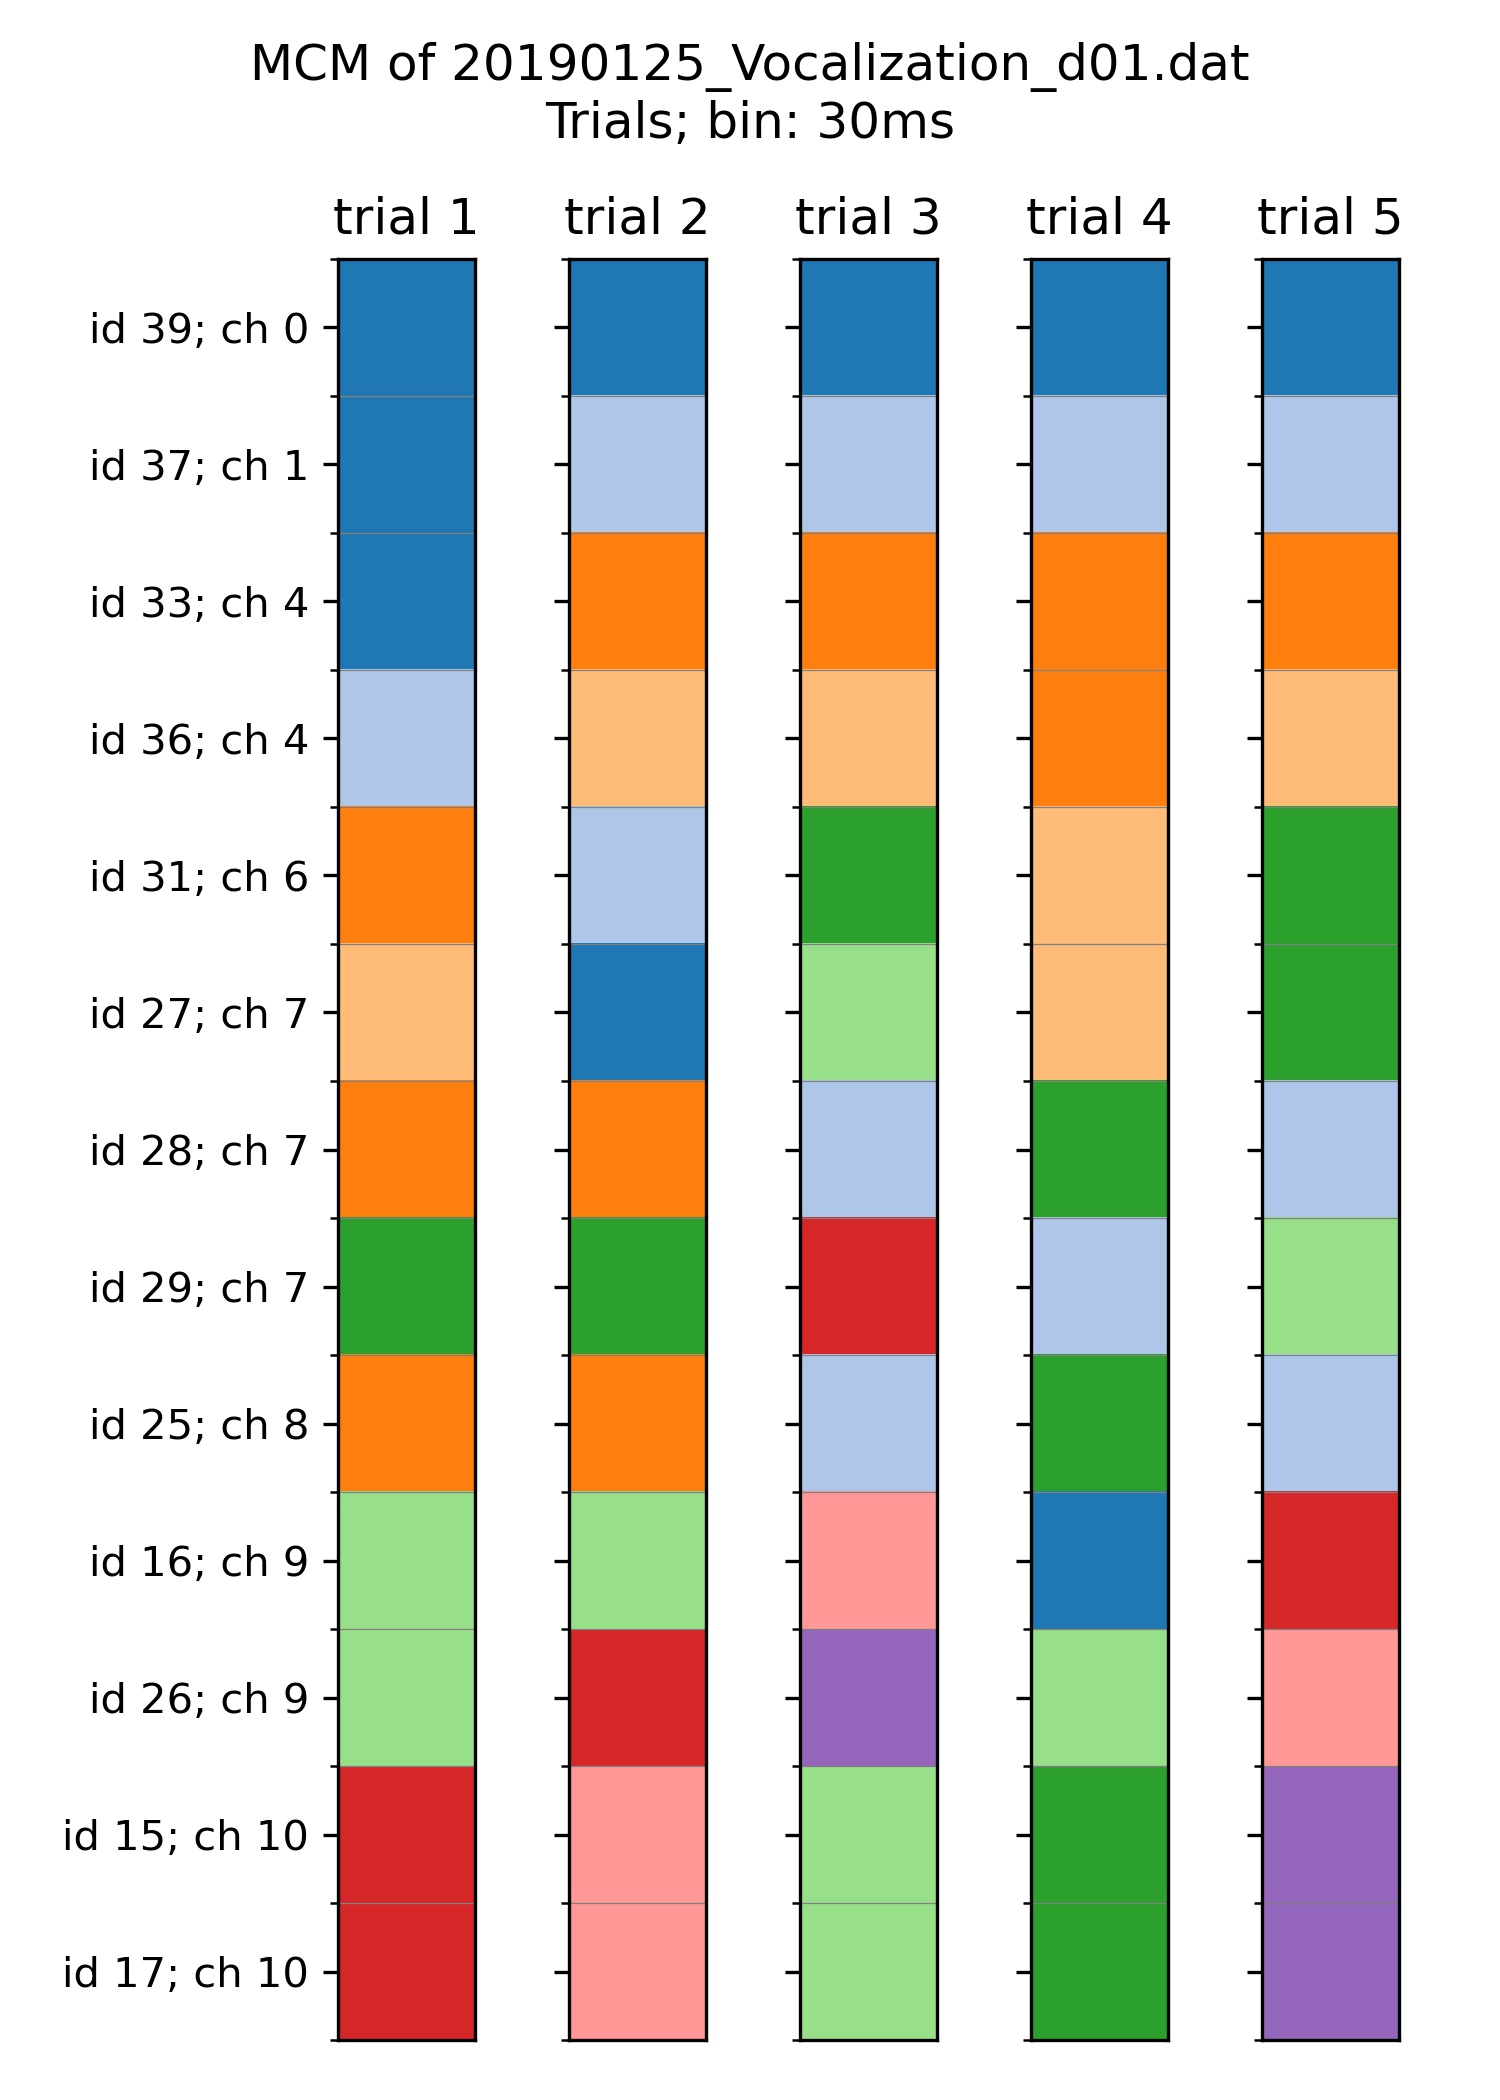 MCM of 20190125_Vocalization_d01.dat
Trials; bin: 30ms
trial 1 trial 2 trial 3 trial 4 trial 5
id 39; ch 0
id 37; ch 1
id 33; ch 4
id 36; ch 4
id 31; ch 6
id 27; ch 7
id 28; ch 7
id 29; ch 7
id 25; ch 8
id 16; ch 9
id 26; ch 9
id 15; ch 10
id 17; ch 10